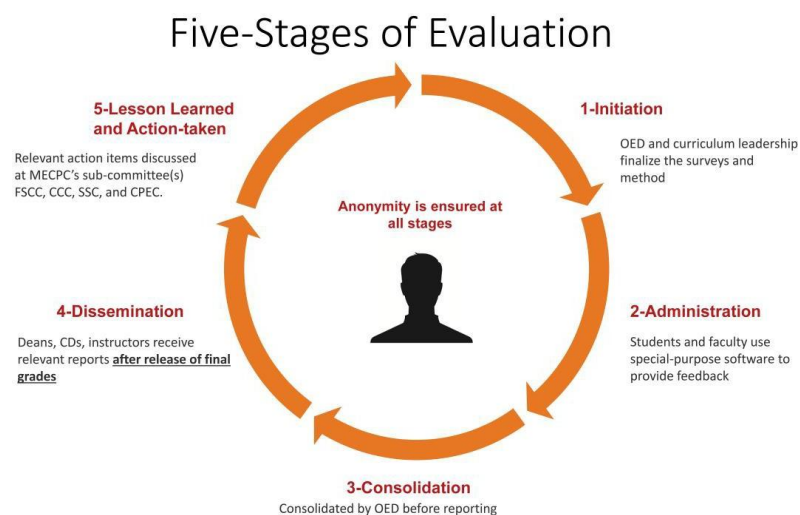 Five-Stages of Evaluation
1-Initiation
OED and curriculum leadership
finalize the surveys and
method
2-Administration
Students and faculty use
special-purpose software to
provide feedback
3-Consolidation
Consolidated by OED before reporting
4-Dissemination
Deans, CDs, instructors receive
relevant reports after release of final
grades
5-Lesson Learned
and Action-taken
Relevant action items discussed
at MECPC's sub-committee(s)
FSCC, CCC, SSC, and CPEC.
Anonymity is ensured at
all stages